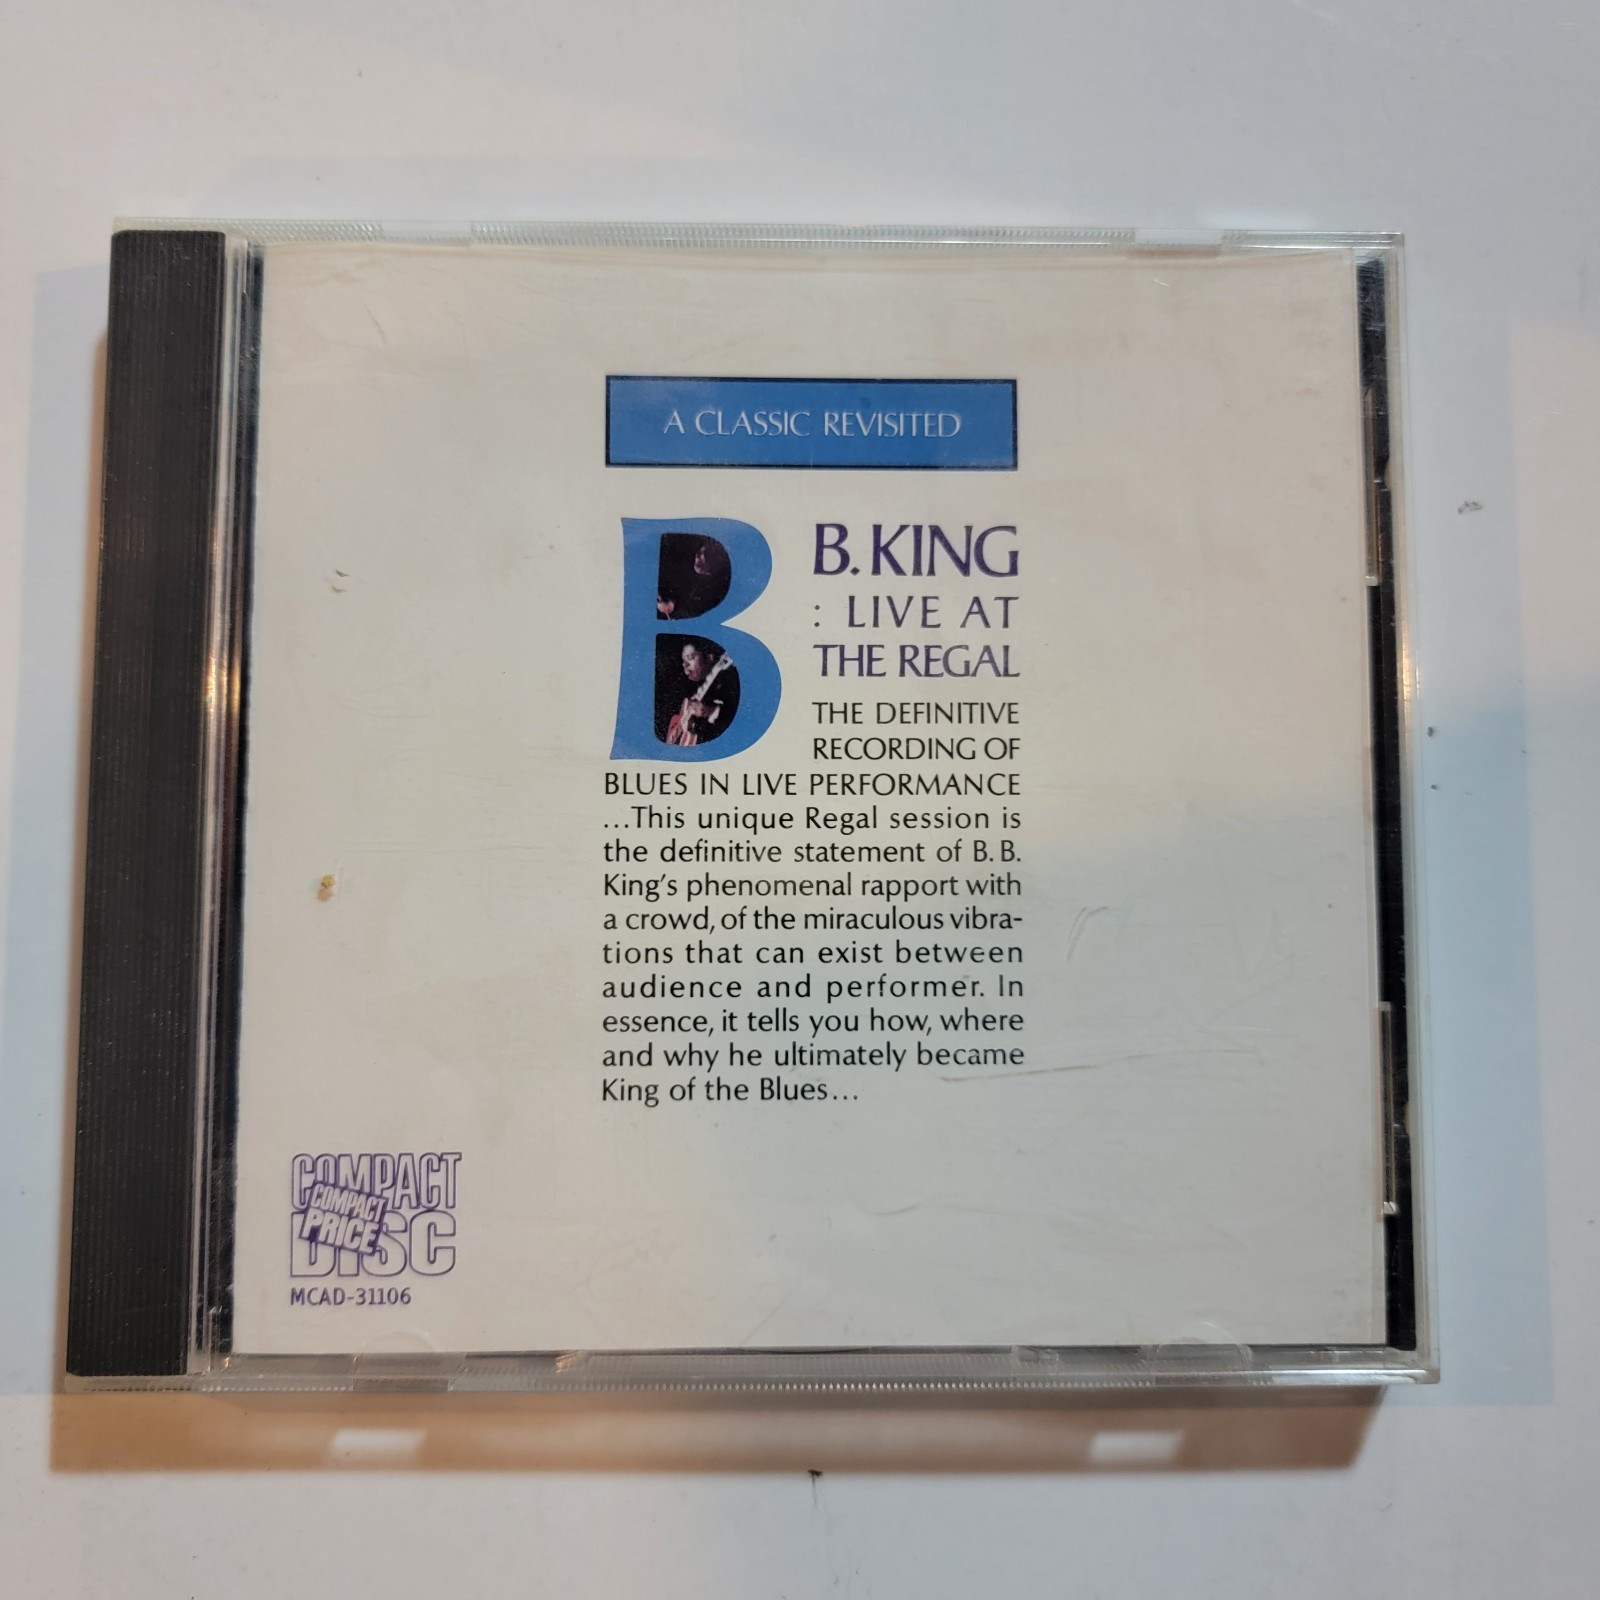 A CLASSIC REVISITED
B B. KING
: LIVE AT
THE REGAL
THE DEFINITIVE
RECORDING OF
BLUES IN LIVE PERFORMANCE
...This unique Regal session is
the definitive statement of B. B.
King's phenomenal rapport with
a crowd, of the miraculous vibra-
tions that can exist between
audience and performer. In
essence, it tells you how, where
and why he ultimately became
King of the Blues...
COMPACT
COMPACT
PRICE
DISC
MCAD-31106